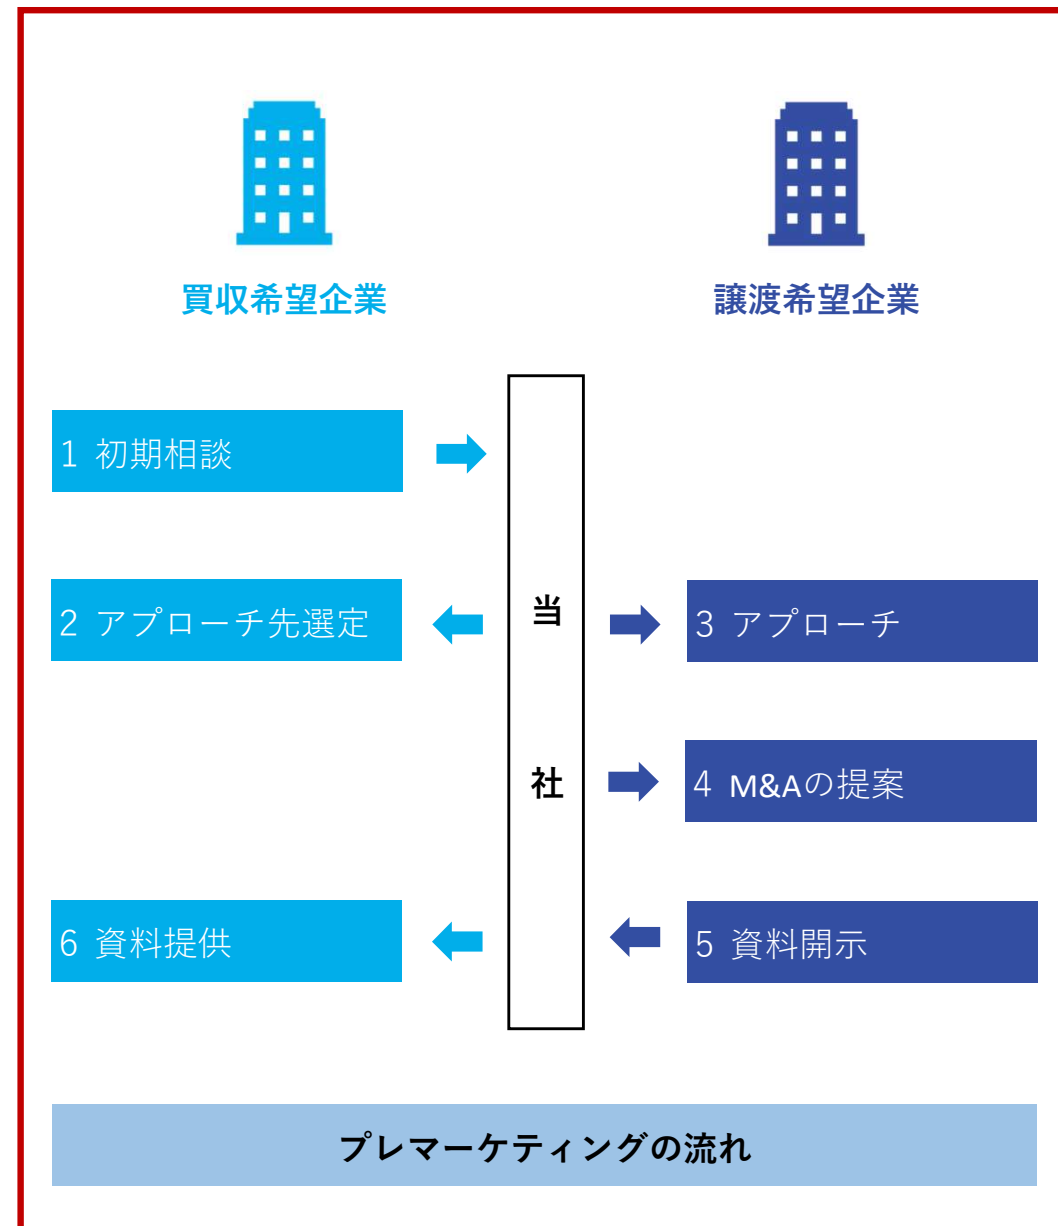 買収希望企業
譲渡希望企業
1 初期相談
2 アプローチ先選定
当
社
3 アプローチ
4 M&Aの提案
6 資料提供
5 資料開示
プレマーケティングの流れ